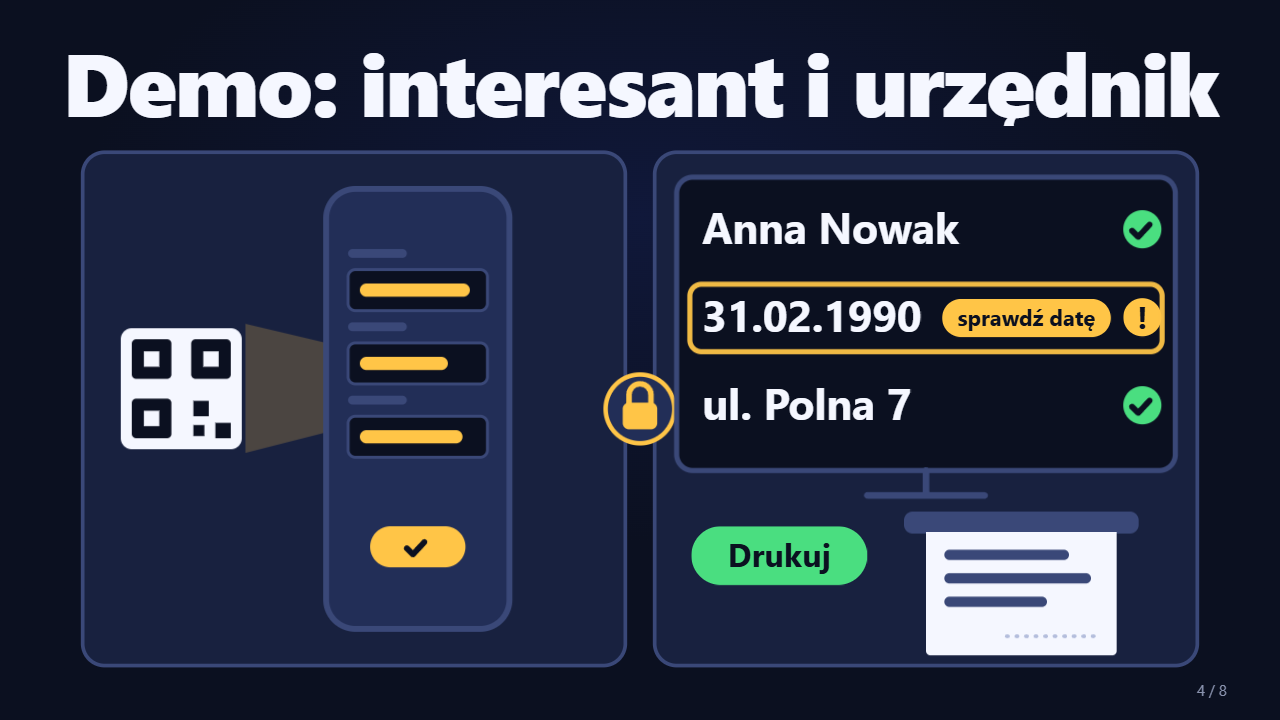 Demo: interesant i urzędnik
Anna Nowak
31.02.1990 sprawdź datę !
ul. Polna 7
Drukuj
4 / 8